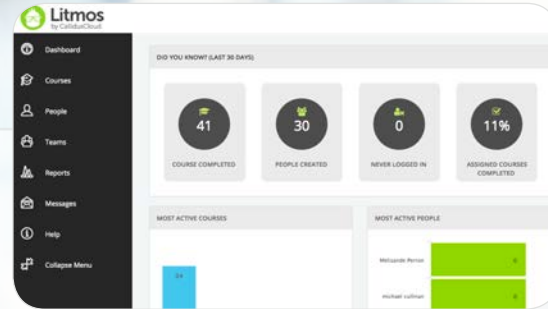 Litmos
by CallidusCloud
Dashboard
Courses
People
Teams
Reports
Messages
Help
Collapse Menu
DID YOU KNOW? (LAST 30 DAYS)
41
COURSE COMPLETED
30
PEOPLE CREATED
0
NEVER LOGGED IN
11%
ASSIGNED COURSES
COMPLETED
MOST ACTIVE COURSES
MOST ACTIVE PEOPLE